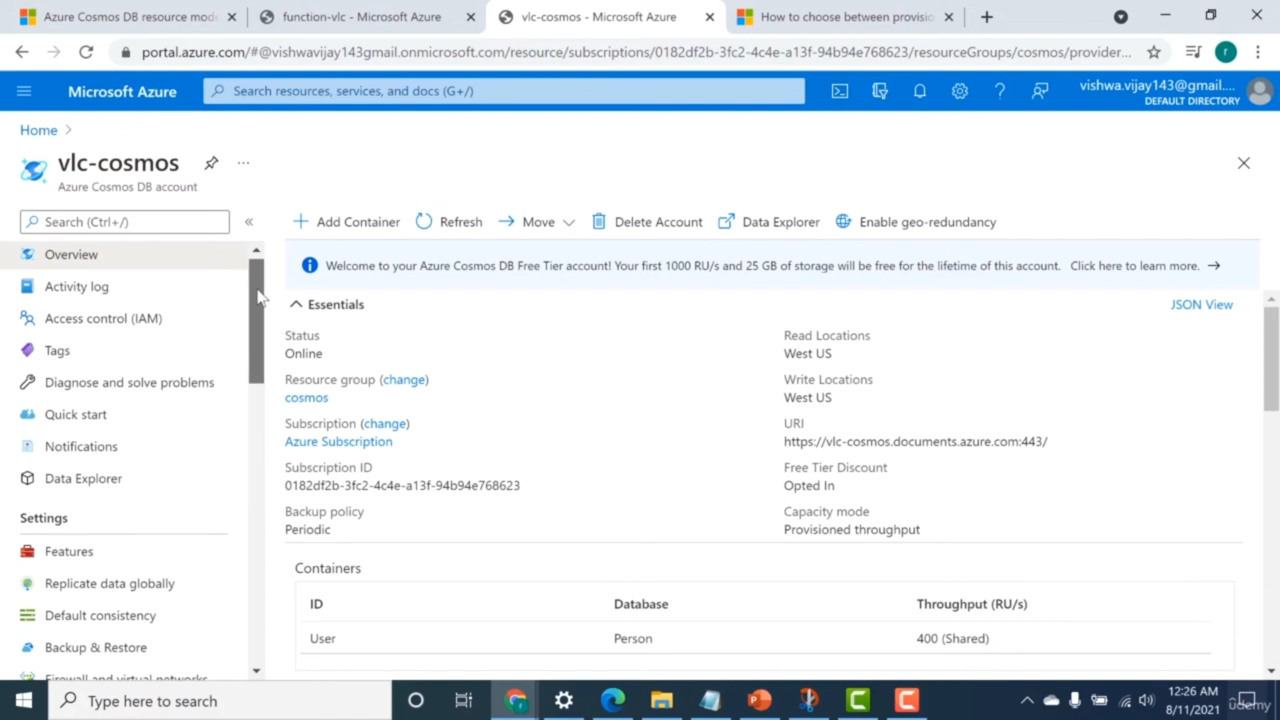 Azure Cosmos DB resource mode
function-vlc - Microsoft Azure
vlc-cosmos - Microsoft Azure
How to choose between provisio
portal.azure.com/#@vishwavijay143gmail.onmicrosoft.com/resource/subscriptions/0182df2b-3fc2-4c4e-a13f-94b94e768623/resourceGroups/cosmos/provider...
r
Microsoft Azure
Search resources, services, and docs (G+/)
vishwa.vijay143@gmail....
DEFAULT DIRECTORY
Home
vlc-cosmos
...
Azure Cosmos DB account
Search (Ctrl+/)
Add Container
Refresh
Move
Delete Account
Data Explorer
Enable geo-redundancy
Overview
Activity log
Access control (IAM)
Tags
Diagnose and solve problems
Quick start
Notifications
Data Explorer
Settings
Features
Replicate data globally
Default consistency
Backup & Restore
Firewall and virtual networks
Welcome to your Azure Cosmos DB Free Tier account! Your first 1000 RU/s and 25 GB of storage will be free for the lifetime of this account. Click here to learn more.
Essentials
JSON View
Status
Online
Resource group (change)
cosmos
Subscription (change)
Azure Subscription
Subscription ID
0182df2b-3fc2-4c4e-a13f-94b94e768623
Backup policy
Periodic
Read Locations
West US
Write Locations
West US
URI
https://vlc-cosmos.documents.azure.com:443/
Free Tier Discount
Opted In
Capacity mode
Provisioned throughput
Containers
ID Database Throughput (RU/s)
User Person 400 (Shared)
Type here to search
12:26 AM
8/11/2021
udemy